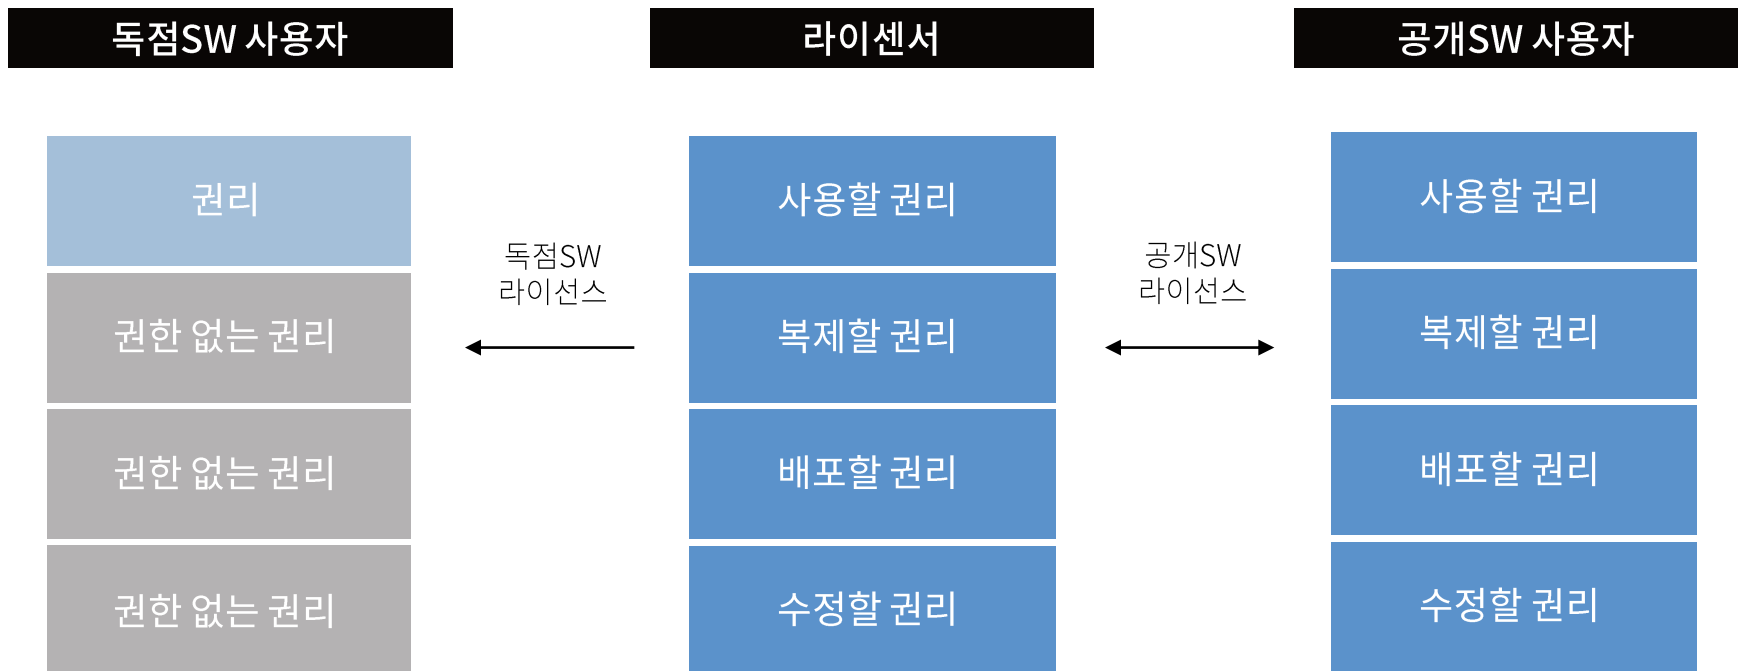 독점SW 사용자
라이센서
공개SW 사용자
권리
권한 없는 권리
권한 없는 권리
권한 없는 권리
독점SW
라이선스
사용할 권리
복제할 권리
배포할 권리
수정할 권리
공개SW
라이선스
사용할 권리
복제할 권리
배포할 권리
수정할 권리